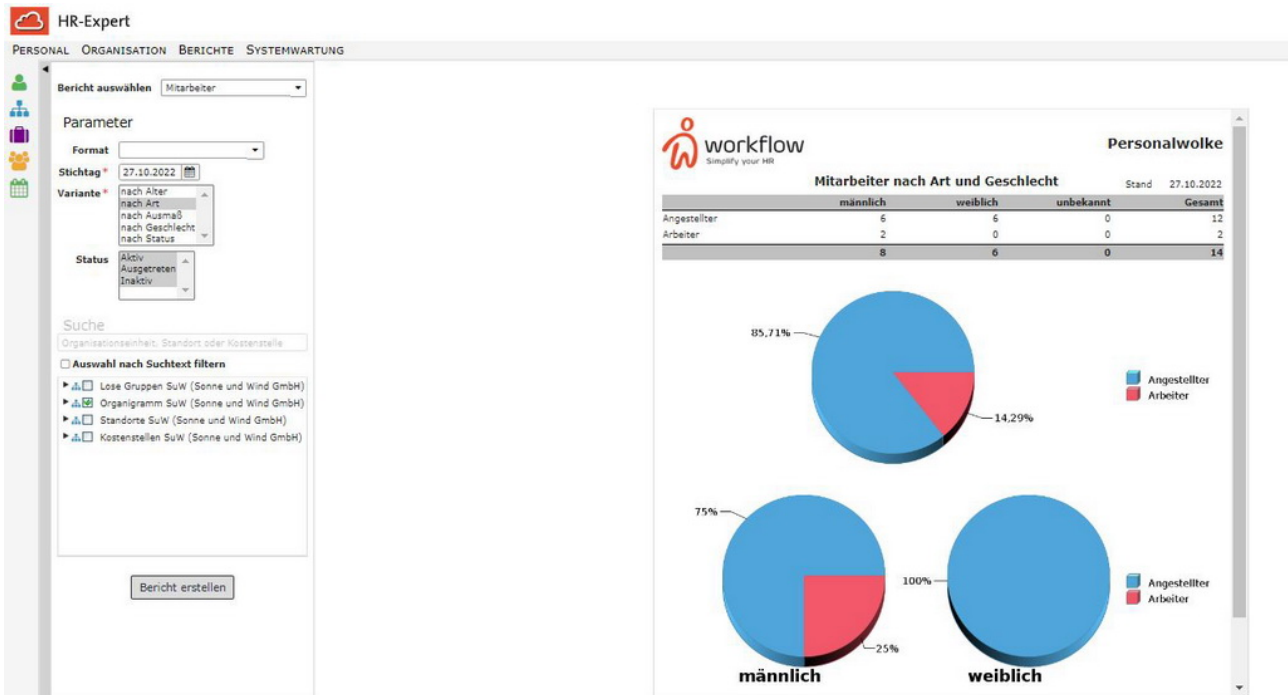 HR-Expert
PERSONAL ORGANISATION BERICHTE SYSTEMWARTUNG
Bericht auswählen Mitarbeiter
Parameter
Format
Stichtag * 27.10.2022
Variante * nach Alter
nach Art
nach Ausmaß
nach Geschlecht
nach Status
Status Aktiv
Ausgetreten
Inaktiv
Suche
Organisationseinheit, Standort oder Kostenstelle
Auswahl nach Suchtext filtern
Lose Gruppen SuW (Sonne und Wind GmbH)
Organigramm SuW (Sonne und Wind GmbH)
Standorte SuW (Sonne und Wind GmbH)
Kostenstellen SuW (Sonne und Wind GmbH)
Bericht erstellen
workflow
Simplify your HR
Personalwolke
Mitarbeiter nach Art und Geschlecht Stand 27.10.2022
männlich weiblich unbekannt Gesamt
Angestellter 6 6 0 12
Arbeiter 2 0 0 2
8 6 0 14
85,71%
14,29%
Angestellter
Arbeiter
75%
25%
männlich
100%
weiblich
Angestellter
Arbeiter